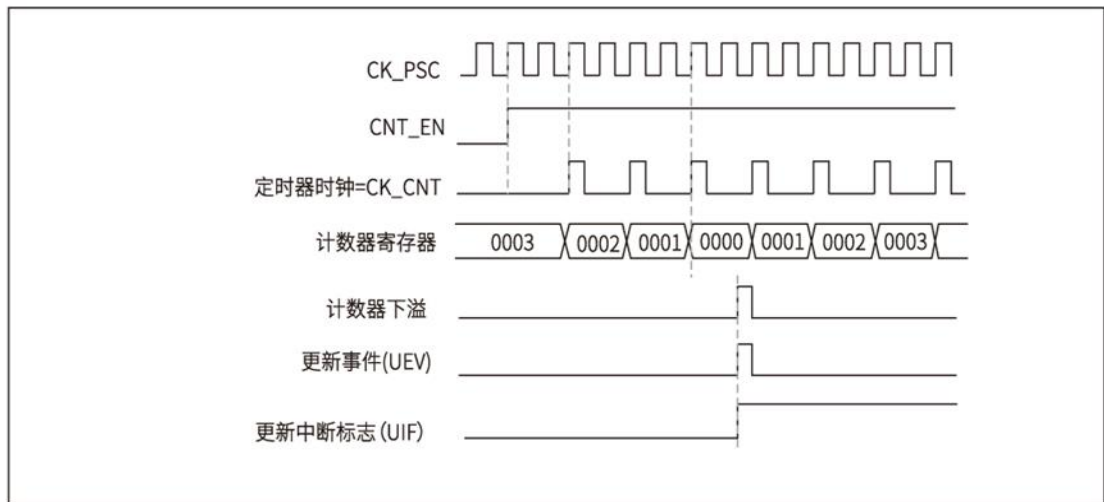 CK_PSC
CNT_EN
定时器时钟=CK_CNT
计数器寄存器 0003 0002 0001 0000 0001 0002 0003
计数器下溢
更新事件(UEV)
更新中断标志(UIF)